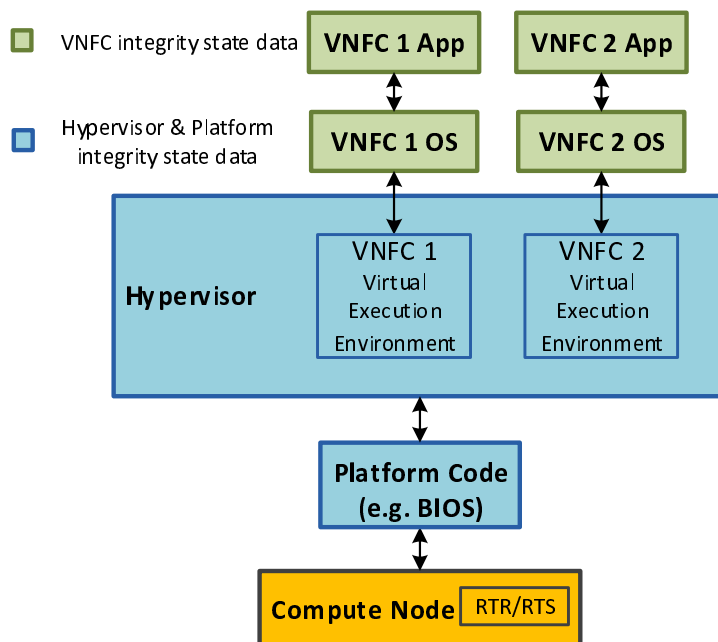 VNFC integrity state data
VNFC 1 App
VNFC 2 App
Hypervisor & Platform
integrity state data
VNFC 1 OS
VNFC 2 OS
Hypervisor
VNFC 1
Virtual
Execution
Environment
VNFC 2
Virtual
Execution
Environment
Platform Code
(e.g. BIOS)
Compute Node
RTR/RTS